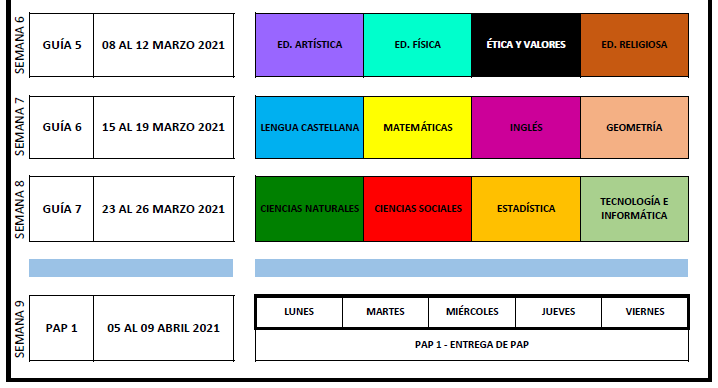 SEMANA 6
GUÍA 5
08 AL 12 MARZO 2021
ED. ARTÍSTICA
ED. FÍSICA
ÉTICA Y VALORES
ED. RELIGIOSA
SEMANA 7
GUÍA 6
15 AL 19 MARZO 2021
LENGUA CASTELLANA
MATEMÁTICAS
INGLÉS
GEOMETRÍA
SEMANA 8
GUÍA 7
23 AL 26 MARZO 2021
CIENCIAS NATURALES
CIENCIAS SOCIALES
ESTADÍSTICA
TECNOLOGÍA E
INFORMÁTICA
SEMANA 9
PAP 1
05 AL 09 ABRIL 2021
LUNES
MARTES
MIÉRCOLES
JUEVES
VIERNES
PAP 1 - ENTREGA DE PAP